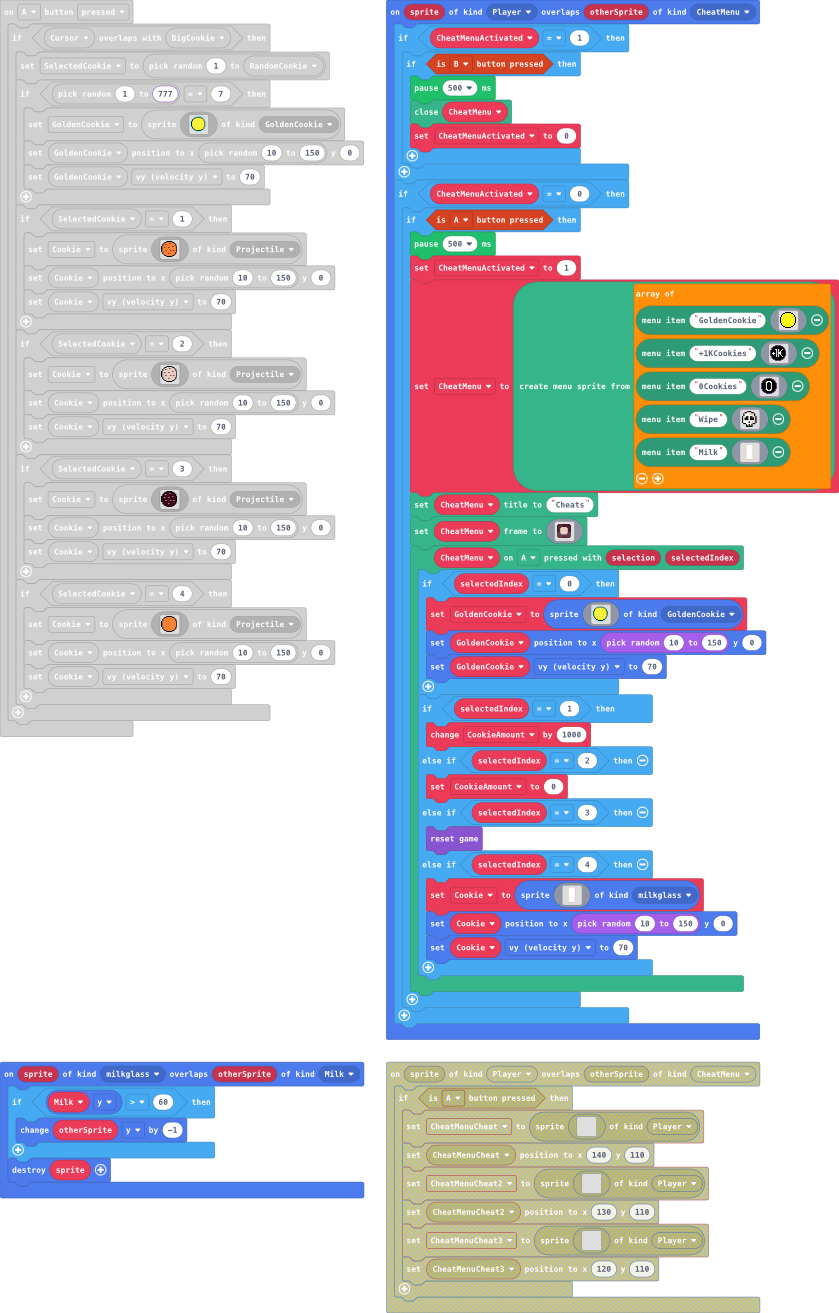 on A button pressed
if Cursor overlaps with BigCookie then
set SelectedCookie to pick random 1 to RandomCookie
if pick random 1 to 777 = 7 then
set GoldenCookie to sprite of kind GoldenCookie
set GoldenCookie position to x pick random 10 to 150 y 0
set GoldenCookie vy (velocity y) to 70
if SelectedCookie = 1 then
set Cookie to sprite of kind Projectile
set Cookie position to x pick random 10 to 150 y 0
set Cookie vy (velocity y) to 70
if SelectedCookie = 2 then
set Cookie to sprite of kind Projectile
set Cookie position to x pick random 10 to 150 y 0
set Cookie vy (velocity y) to 70
if SelectedCookie = 3 then
set Cookie to sprite of kind Projectile
set Cookie position to x pick random 10 to 150 y 0
set Cookie vy (velocity y) to 70
if SelectedCookie = 4 then
set Cookie to sprite of kind Projectile
set Cookie position to x pick random 10 to 150 y 0
set Cookie vy (velocity y) to 70
on sprite of kind Player overlaps otherSprite of kind CheatMenu
if CheatMenuActivated = 1 then
if is B button pressed then
pause 500 ms
close CheatMenu
set CheatMenuActivated to 0
if CheatMenuActivated = 0 then
if is A button pressed then
pause 500 ms
set CheatMenuActivated to 1
array of
menu item "GoldenCookie"
menu item "+1KCookies" +1K
set CheatMenu to create menu sprite from menu item "0Cookies" 0
menu item "Wipe"
menu item "Milk"
set CheatMenu title to "Cheats"
set CheatMenu frame to
CheatMenu on A pressed with selection selectedIndex
if selectedIndex = 0 then
set GoldenCookie to sprite of kind GoldenCookie
set GoldenCookie position to x pick random 10 to 150 y 0
set GoldenCookie vy (velocity y) to 70
if selectedIndex = 1 then
change CookieAmount by 1000
else if selectedIndex = 2 then
set CookieAmount to 0
else if selectedIndex = 3 then
reset game
else if selectedIndex = 4 then
set Cookie to sprite of kind milkglass
set Cookie position to x pick random 10 to 150 y 0
set Cookie vy (velocity y) to 70
on sprite of kind milkglass overlaps otherSprite of kind Milk
if Milk y > 60 then
change otherSprite y by -1
destroy sprite
on sprite of kind Player overlaps otherSprite of kind CheatMenu
if is A button pressed then
set CheatMenuCheat to sprite of kind Player
set CheatMenuCheat position to x 140 y 110
set CheatMenuCheat2 to sprite of kind Player
set CheatMenuCheat2 position to x 130 y 110
set CheatMenuCheat3 to sprite of kind Player
set CheatMenuCheat3 position to x 120 y 110